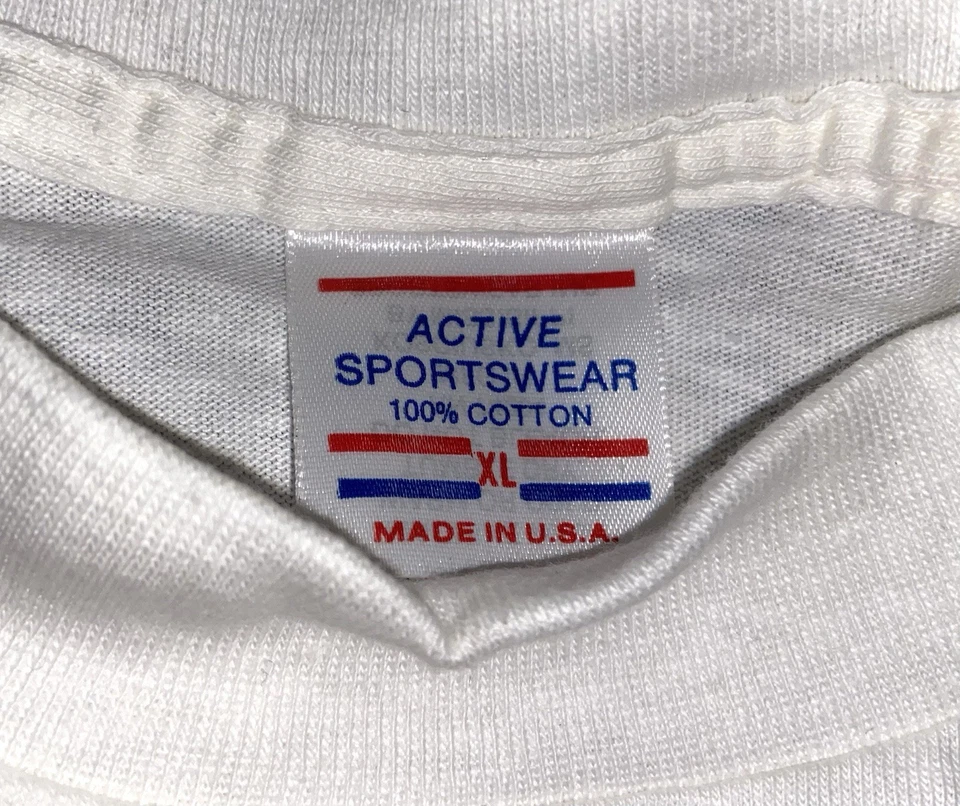 ACTIVE
SPORTSWEAR
100% COTTON
XL
MADE IN U.S.A.